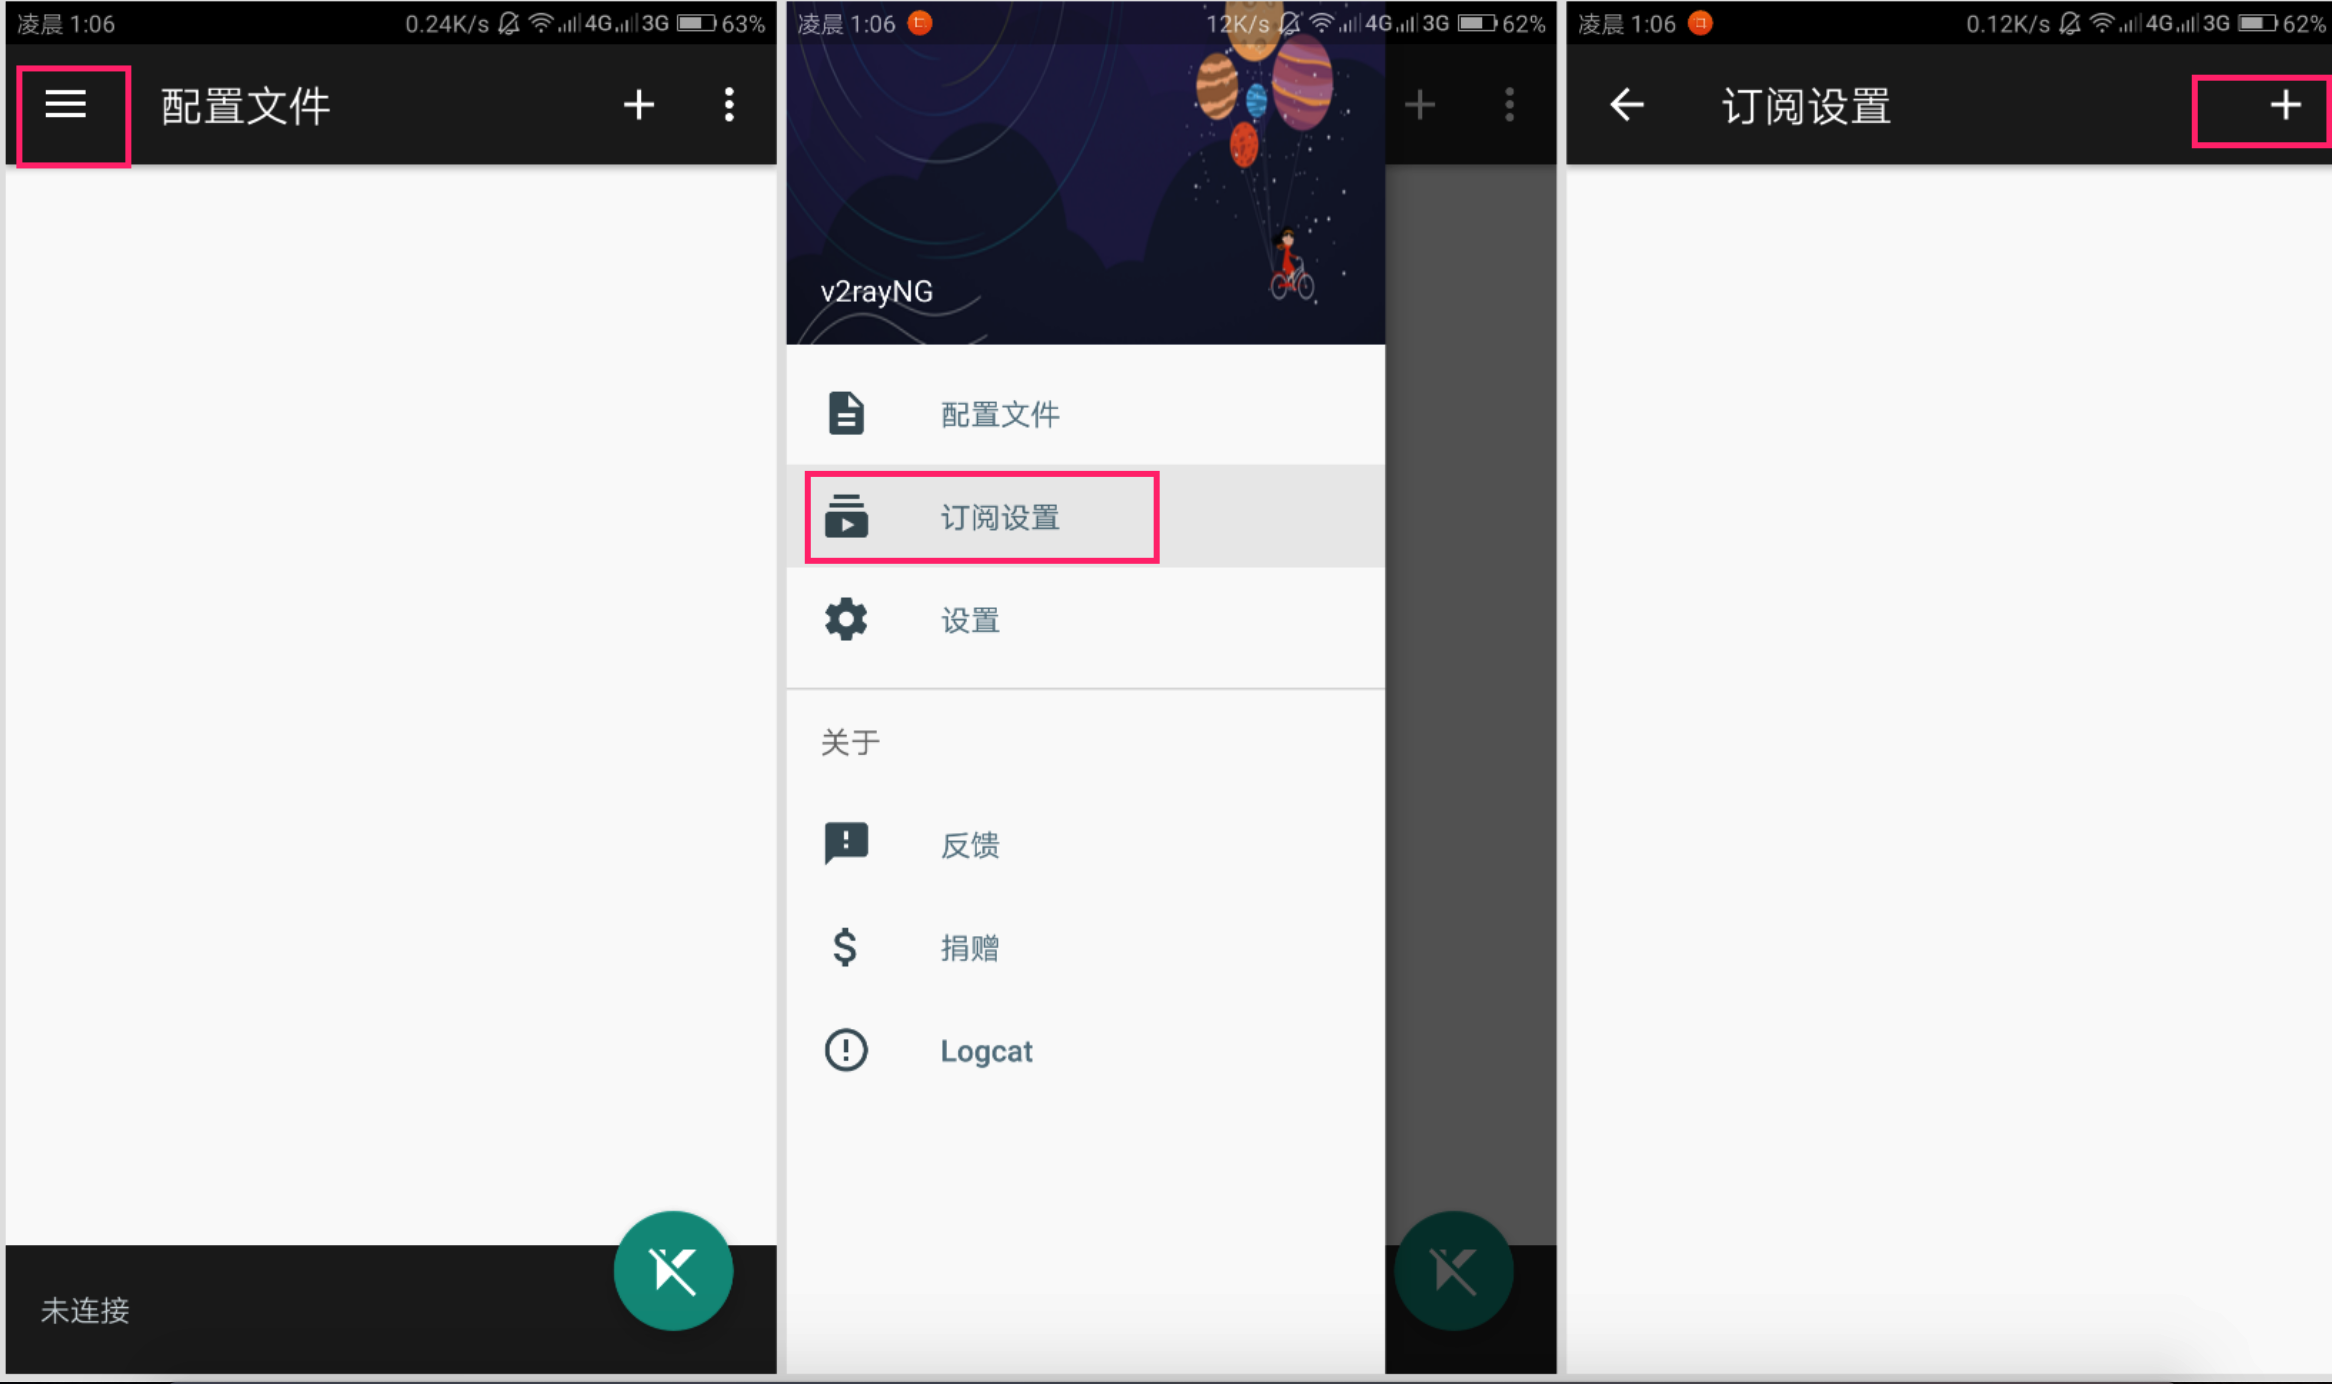 凌晨 1:06
0.24K/s 4G 3G 63%
配置文件
未连接
凌晨 1:06
12K/s 4G 3G 62%
v2rayNG
配置文件
订阅设置
设置
关于
反馈
捐赠
Logcat
凌晨 1:06
0.12K/s 4G 3G 62%
订阅设置